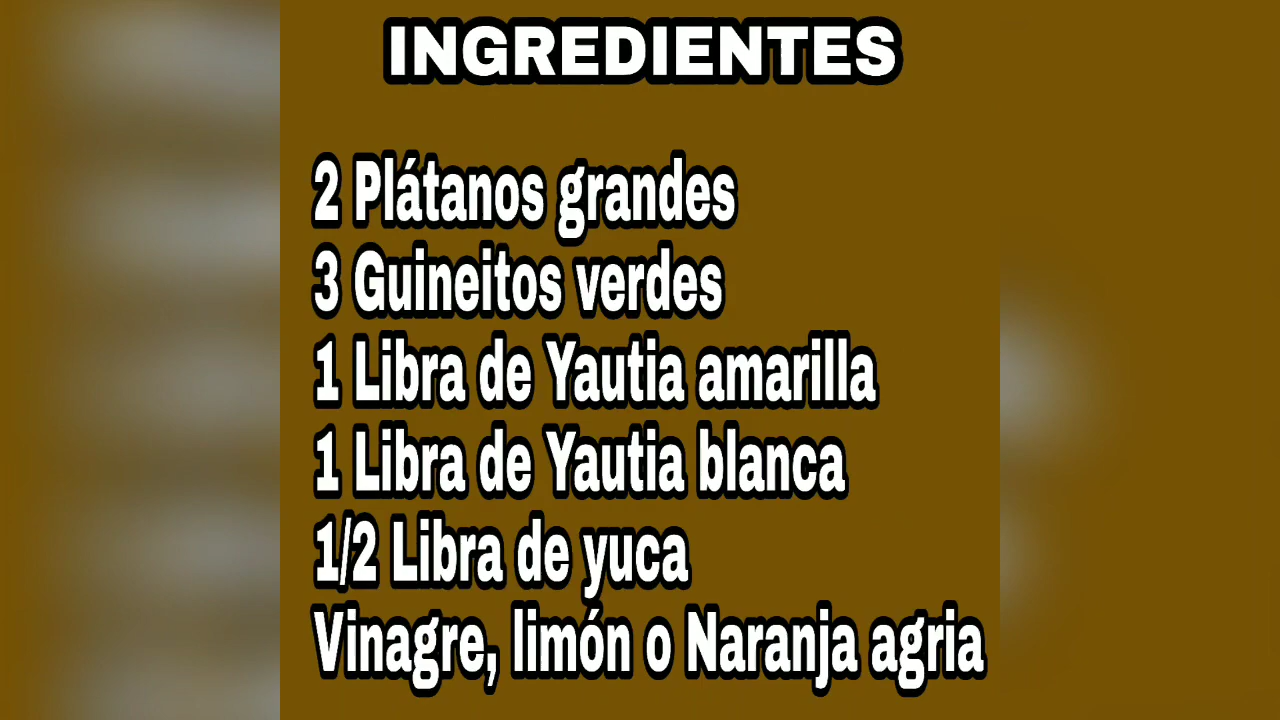 INGREDIENTES
2 Plátanos grandes
3 Guineitos verdes
1 Libra de Yautia amarilla
1 Libra de Yautia blanca
1/2 Libra de yuca
Vinagre, limón o Naranja agria